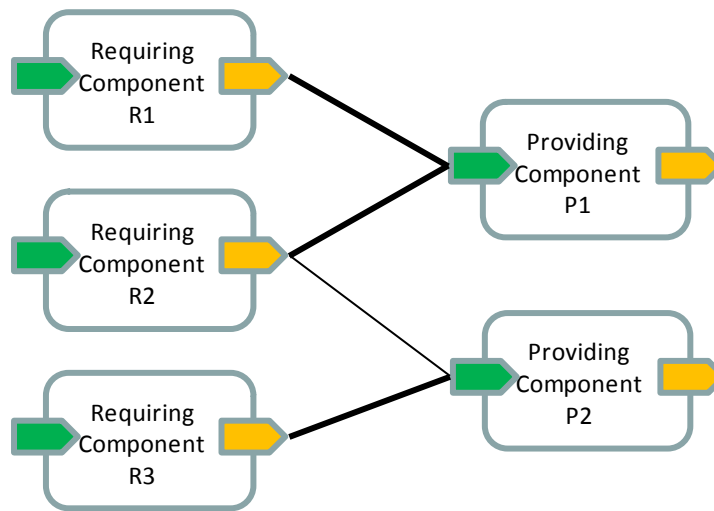 Requiring
Component
R1
Providing
Component
P1
Requiring
Component
R2
Providing
Component
P2
Requiring
Component
R3